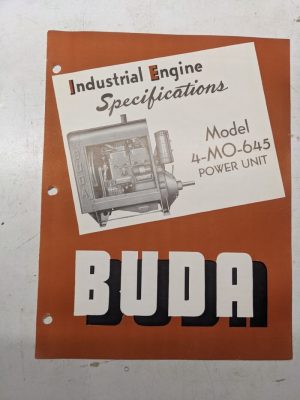 Industrial Engine
Specifications
Model
4-MO-645
POWER UNIT
BUDA